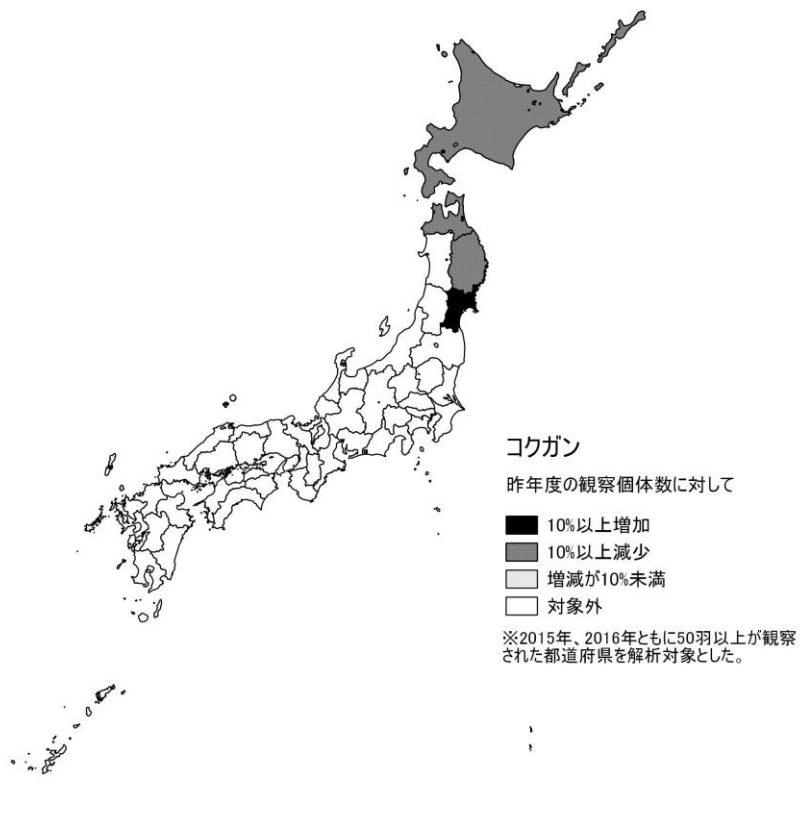 コクガン
昨年度の観察個体数に対して
10%以上増加
10%以上減少
増減が10%未満
対象外
※2015年、2016年ともに50羽以上が観察
された都道府県を解析対象とした。